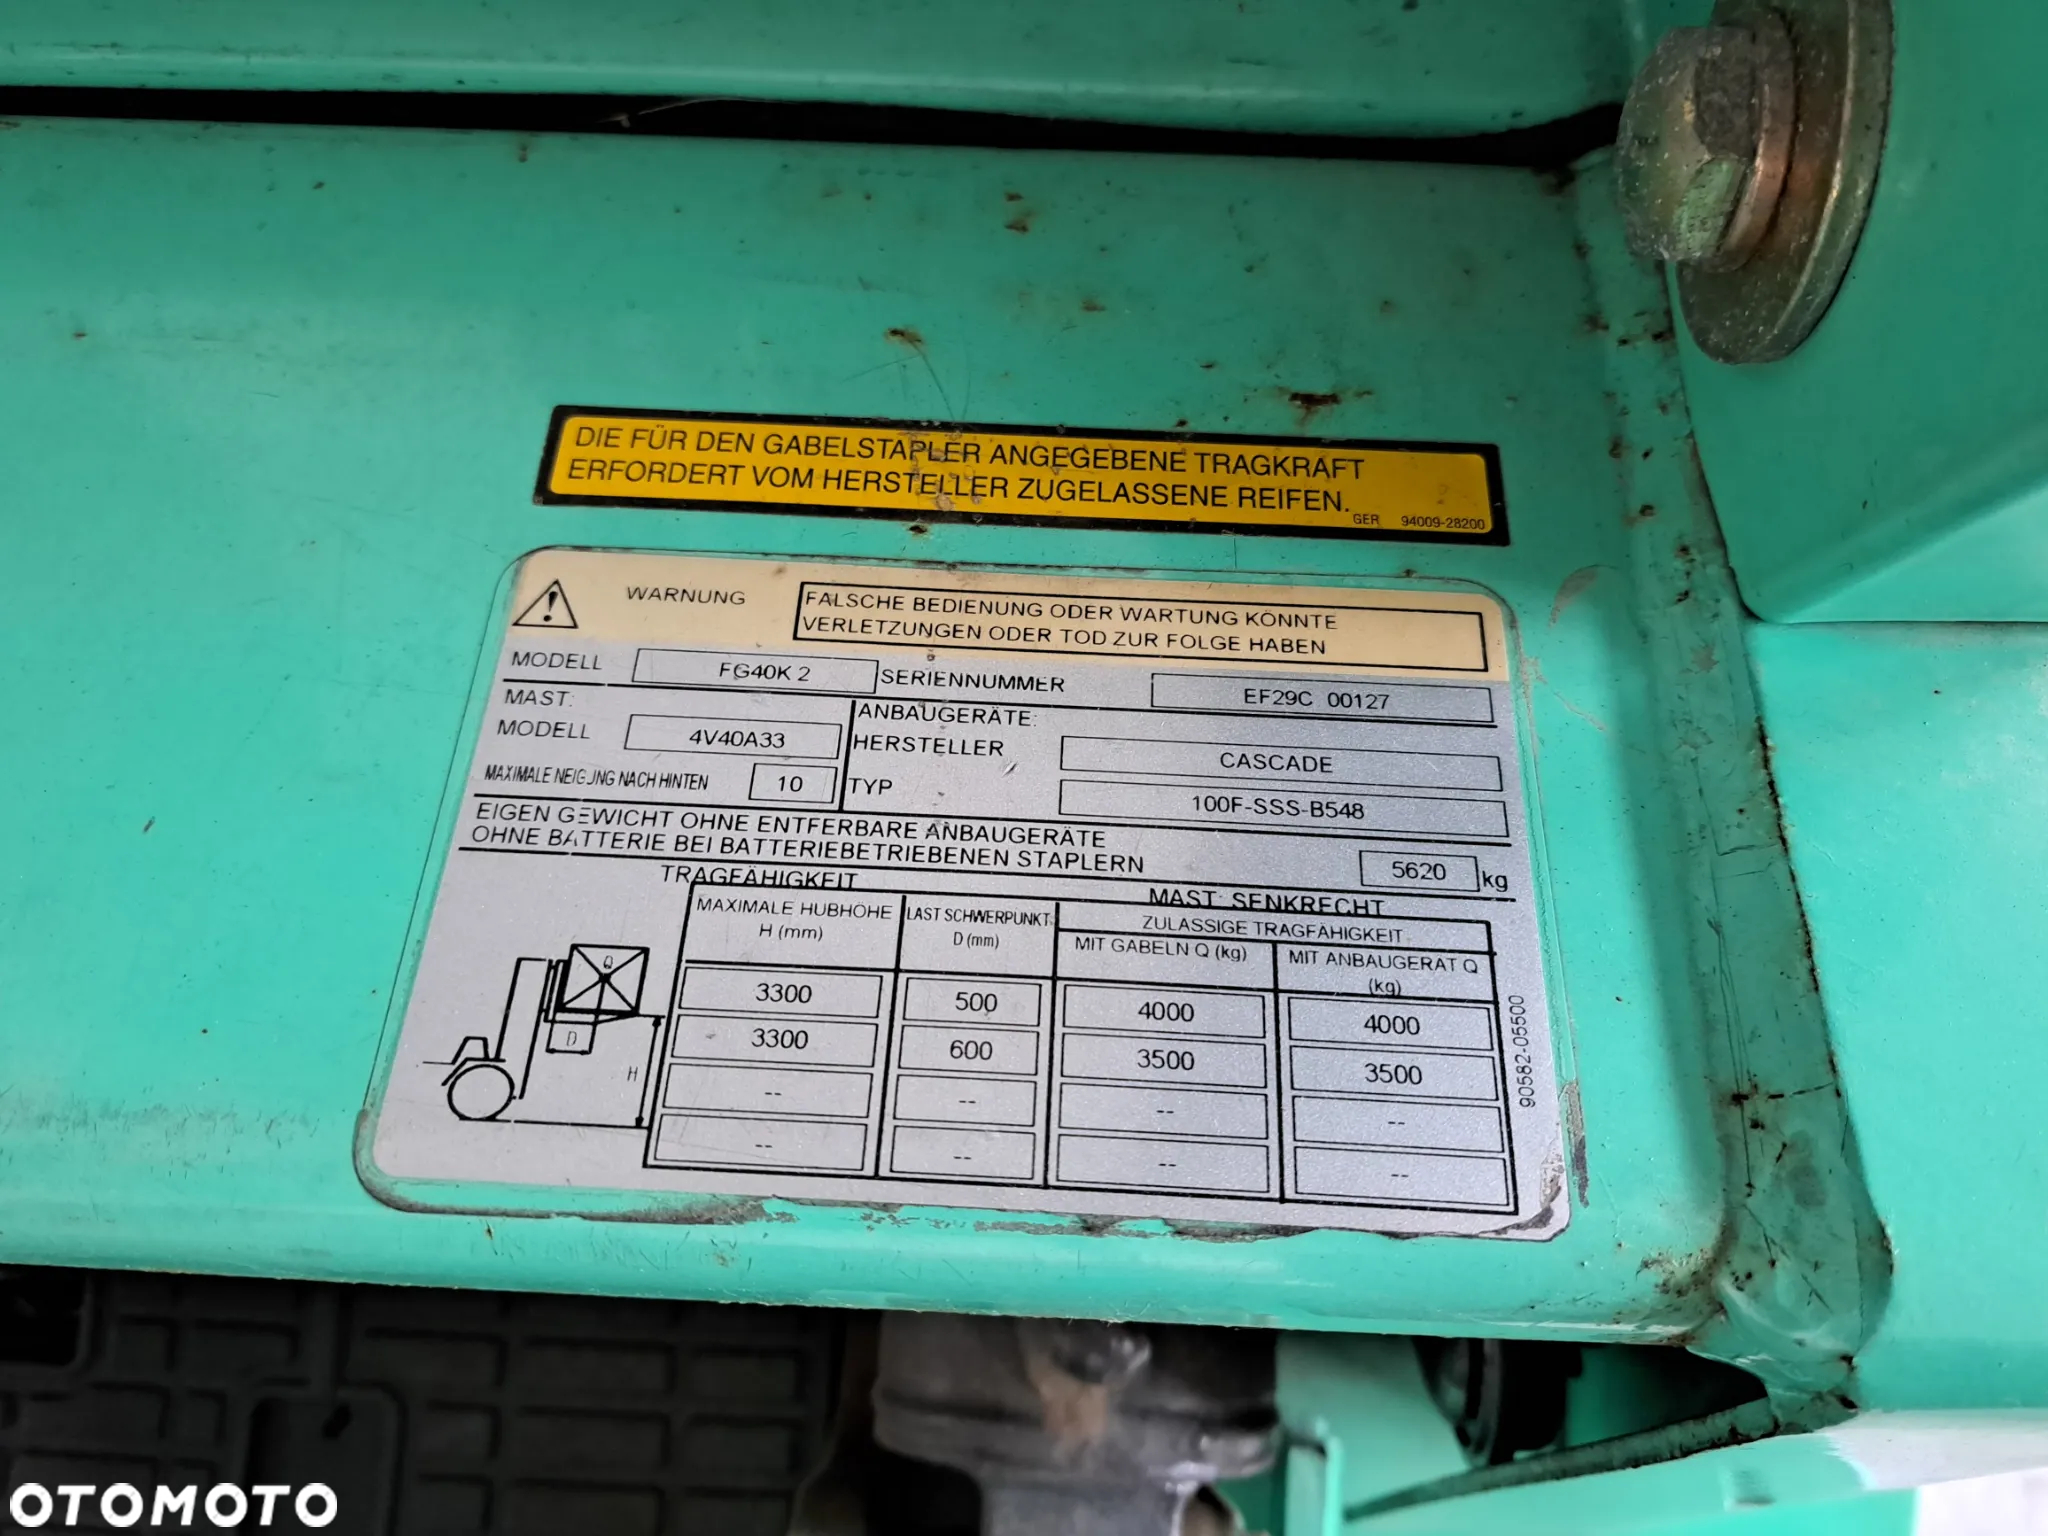 DIE FÜR DEN GABELSTAPLER ANGEGEBENE TRAGKRAFT
ERFORDERT VOM HERSTELLER ZUGELASSENE REIFEN.
GER 94009-28200
WARNUNG
FALSCHE BEDIENUNG ODER WARTUNG KÖNNTE
VERLETZUNGEN ODER TOD ZUR FOLGE HABEN
MODELL FG40K 2 SERIENNUMMER EF29C 00127
MAST:
MODELL 4V40A33
MAXIMALE NEIGUNG NACH HINTEN 10
ANBAUGERÄTE:
HERSTELLER CASCADE
TYP 100F-SSS-B548
EIGEN GEWICHT OHNE ENTFERBARE ANBAUGERÄTE
OHNE BATTERIE BEI BATTERIEBETRIEBENEN STAPLERN 5620 kg
TRAGFÄHIGKEIT MAST: SENKRECHT
MAXIMALE HUBHÖHE
H (mm)
LAST SCHWERPUNKT
D (mm)
ZULASSIGE TRAGFÄHIGKEIT
MIT GABELN Q (kg)
MIT ANBAUGERAT Q
(kg)
3300 500 4000 4000
3300 600 3500 3500
-- -- -- --
-- -- -- --
Q
D
H
90582-05500
OTOMOTO